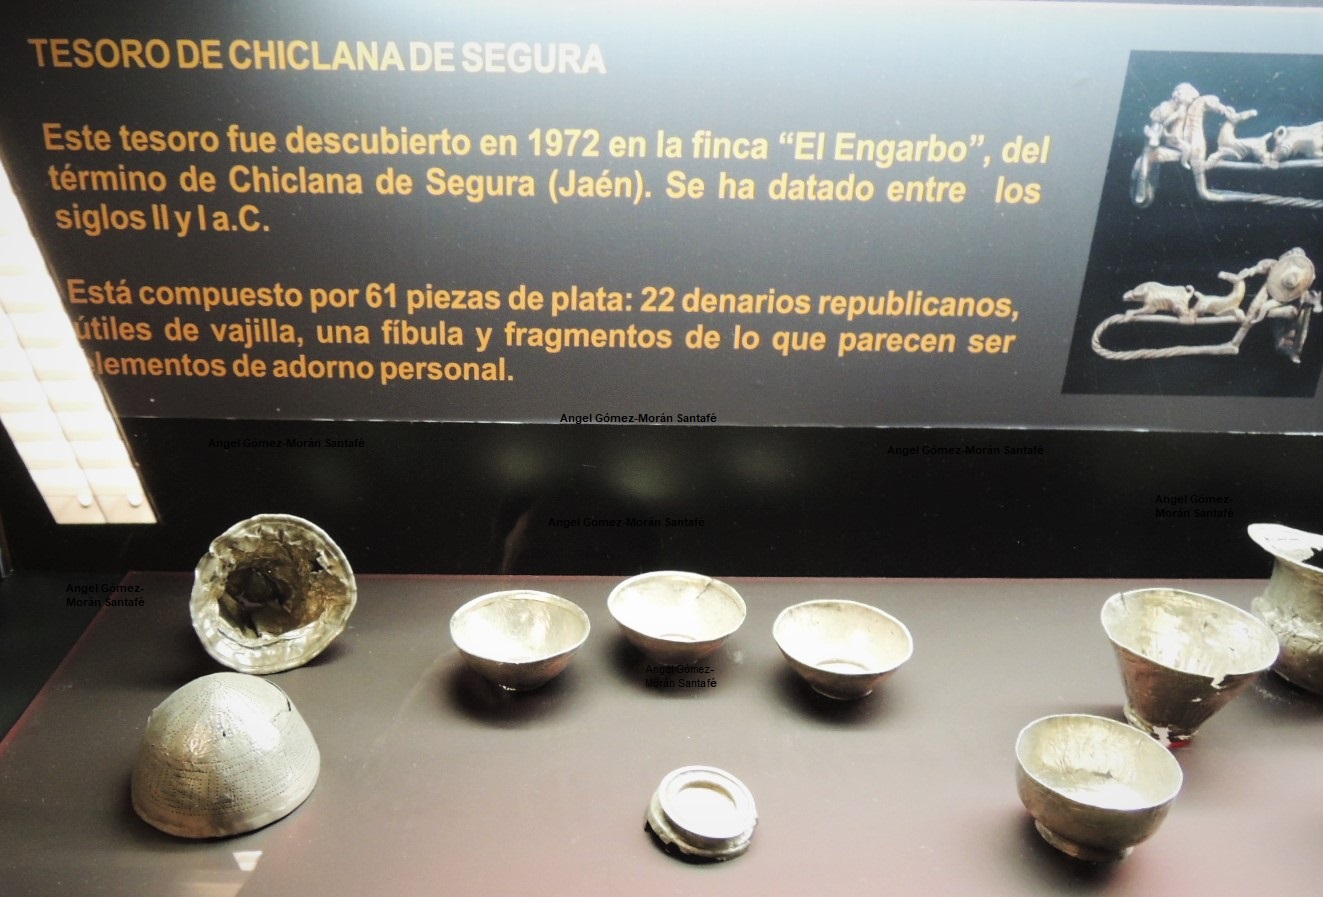 TESORO DE CHICLANA DE SEGURA
Este tesoro fue descubierto en 1972 en la finca “El Engarbo”, del
término de Chiclana de Segura (Jaén). Se ha datado entre los
siglos II y I a.C.
Está compuesto por 61 piezas de plata: 22 denarios republicanos,
útiles de vajilla, una fíbula y fragmentos de lo que parecen ser
elementos de adorno personal.
Angel Gómez-Morán Santafé
Angel Gómez-Morán Santafé
Angel Gómez-Morán Santafé
Angel Gómez-
Morán Santafé
Angel Gómez-Morán Santafé
Angel Gómez-
Morán Santafé
Angel Gómez-
Morán Santafé